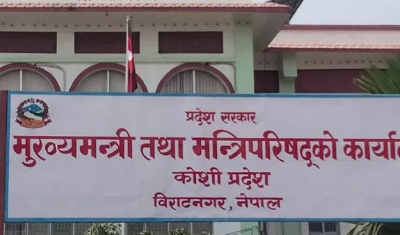 प्रदेश सरकार
मुख्यमन्त्री तथा मन्त्रिपरिषद्को
कोशी प्रदेश
विराटनगर, नेपाल